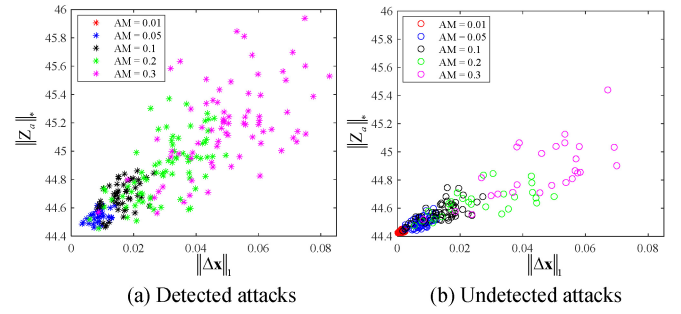 46
45.8
45.6
45.4
45.2
45
44.8
44.6
44.4
‖Z_a‖_*
AM = 0.01
AM = 0.05
AM = 0.1
AM = 0.2
AM = 0.3
0 0.02 0.04 0.06 0.08
‖Δx‖₁
(a) Detected attacks
46
45.8
45.6
45.4
45.2
45
44.8
44.6
44.4
‖Z_a‖_*
AM = 0.01
AM = 0.05
AM = 0.1
AM = 0.2
AM = 0.3
0 0.02 0.04 0.06 0.08
‖Δx‖₁
(b) Undetected attacks